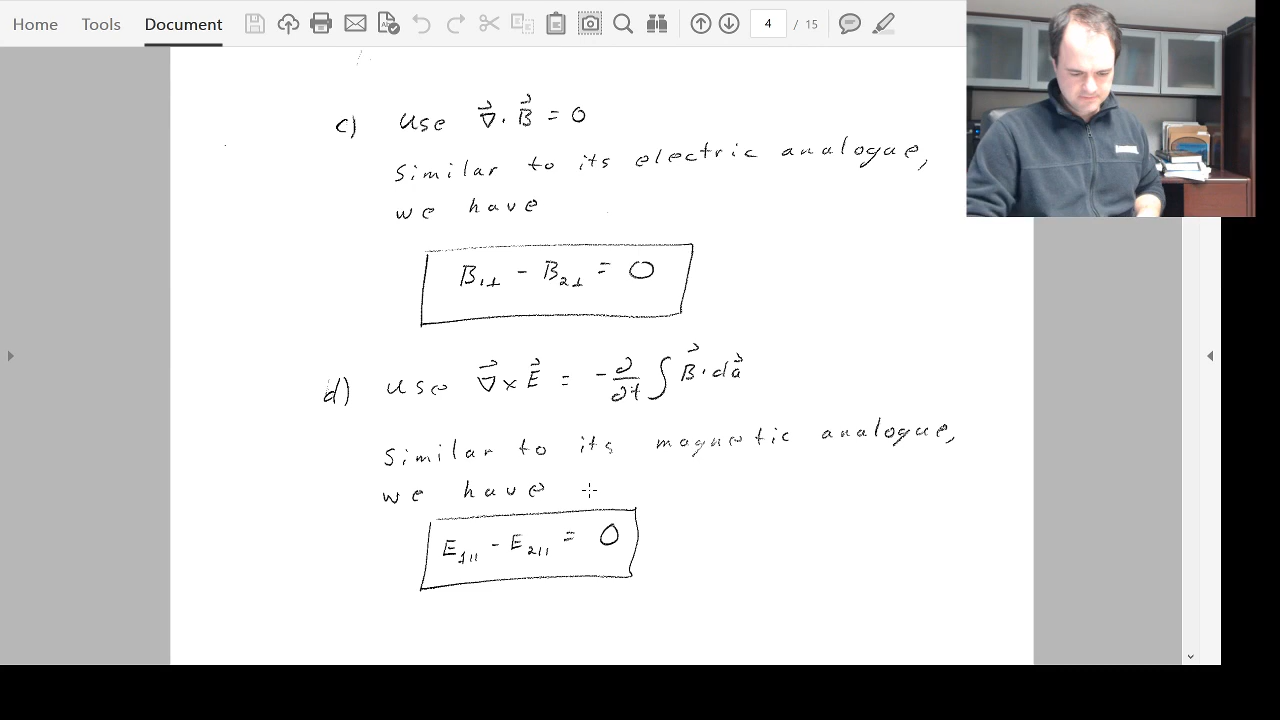 Home Tools Document 4 / 15
c) Use ∇⃗ · B⃗ = 0
Similar to its electric analogue,
we have
B₁⊥ - B₂⊥ = 0
d) Use ∇⃗ × E⃗ = -∂/∂t ∫ B⃗ · da⃗
Similar to its magnetic analogue,
we have
E₁∥ - E₂∥ = 0